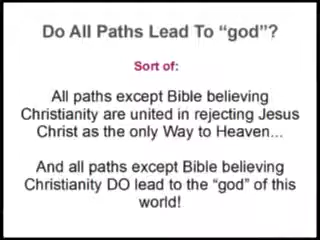 Do All Paths Lead To “god”?
Sort of:
All paths except Bible believing
Christianity are united in rejecting Jesus
Christ as the only Way to Heaven...
And all paths except Bible believing
Christianity DO lead to the “god” of this
world!